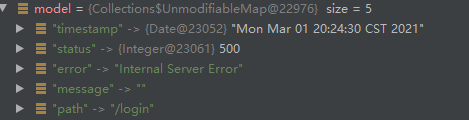 model = {Collections$UnmodifiableMap@22976} size = 5
"timestamp" -> {Date@23052} "Mon Mar 01 20:24:30 CST 2021"
"status" -> {Integer@23061} 500
"error" -> "Internal Server Error"
"message" -> ""
"path" -> "/login"